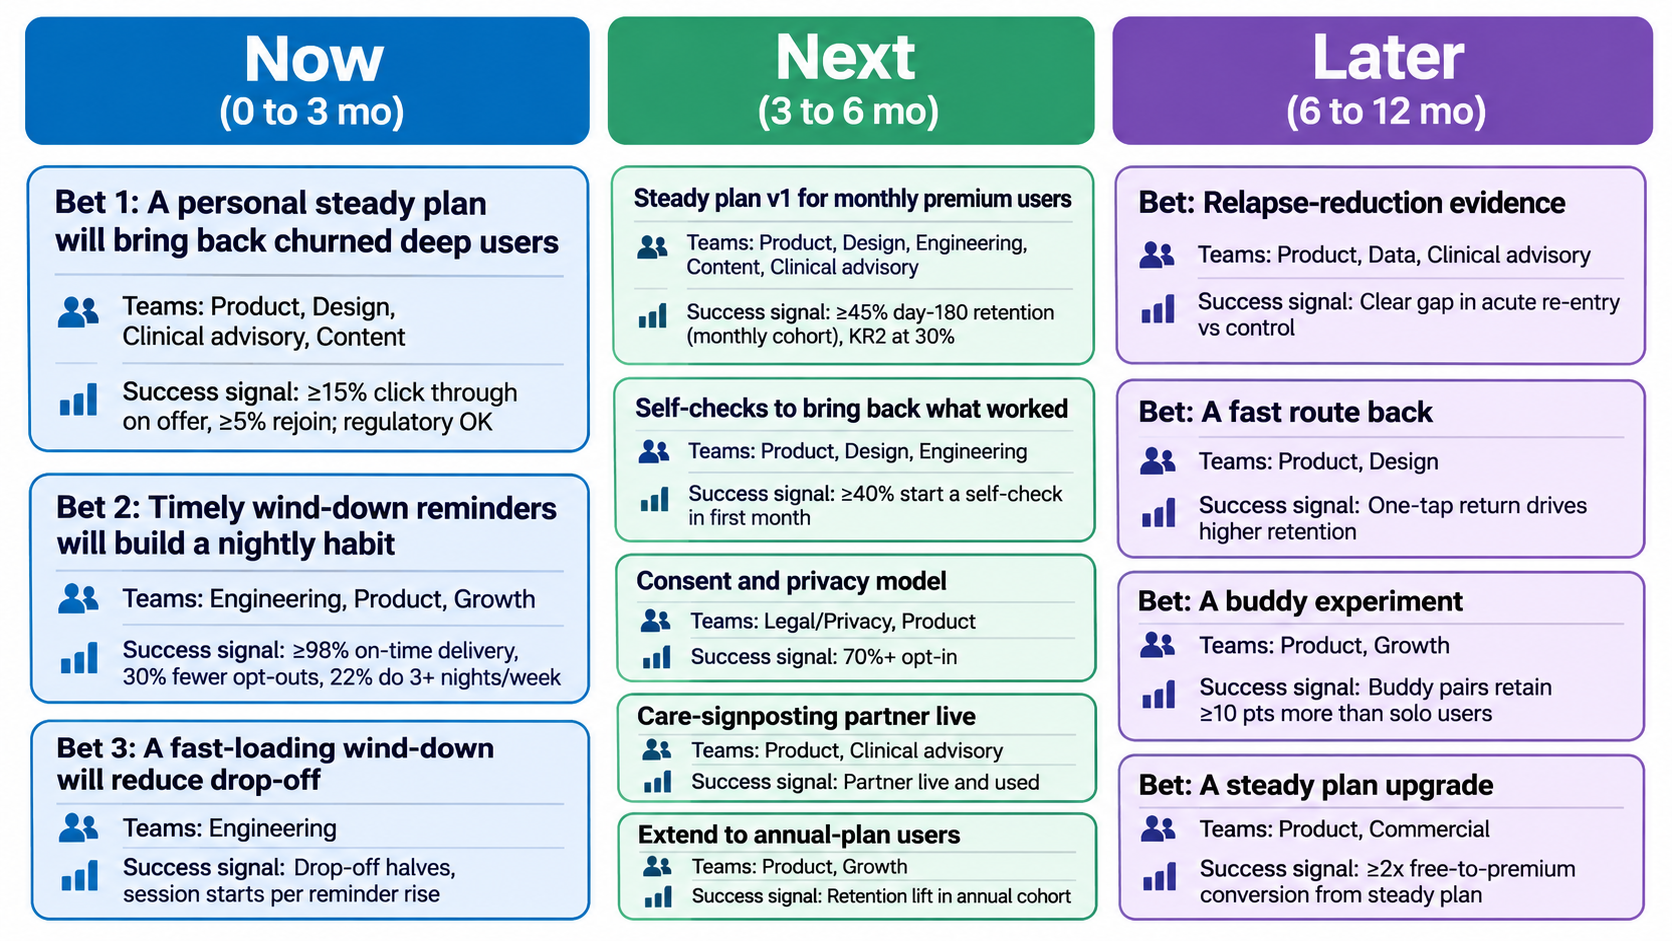 Now
(0 to 3 mo)
Bet 1: A personal steady plan
will bring back churned deep users
Teams: Product, Design,
Clinical advisory, Content
Success signal: ≥15% click through
on offer, ≥5% rejoin; regulatory OK
Bet 2: Timely wind-down reminders
will build a nightly habit
Teams: Engineering, Product, Growth
Success signal: ≥98% on-time delivery,
30% fewer opt-outs, 22% do 3+ nights/week
Bet 3: A fast-loading wind-down
will reduce drop-off
Teams: Engineering
Success signal: Drop-off halves,
session starts per reminder rise
Next
(3 to 6 mo)
Steady plan v1 for monthly premium users
Teams: Product, Design, Engineering,
Content, Clinical advisory
Success signal: ≥45% day-180 retention
(monthly cohort), KR2 at 30%
Self-checks to bring back what worked
Teams: Product, Design, Engineering
Success signal: ≥40% start a self-check
in first month
Consent and privacy model
Teams: Legal/Privacy, Product
Success signal: 70%+ opt-in
Care-signposting partner live
Teams: Product, Clinical advisory
Success signal: Partner live and used
Extend to annual-plan users
Teams: Product, Growth
Success signal: Retention lift in annual cohort
Later
(6 to 12 mo)
Bet: Relapse-reduction evidence
Teams: Product, Data, Clinical advisory
Success signal: Clear gap in acute re-entry
vs control
Bet: A fast route back
Teams: Product, Design
Success signal: One-tap return drives
higher retention
Bet: A buddy experiment
Teams: Product, Growth
Success signal: Buddy pairs retain
≥10 pts more than solo users
Bet: A steady plan upgrade
Teams: Product, Commercial
Success signal: ≥2x free-to-premium
conversion from steady plan